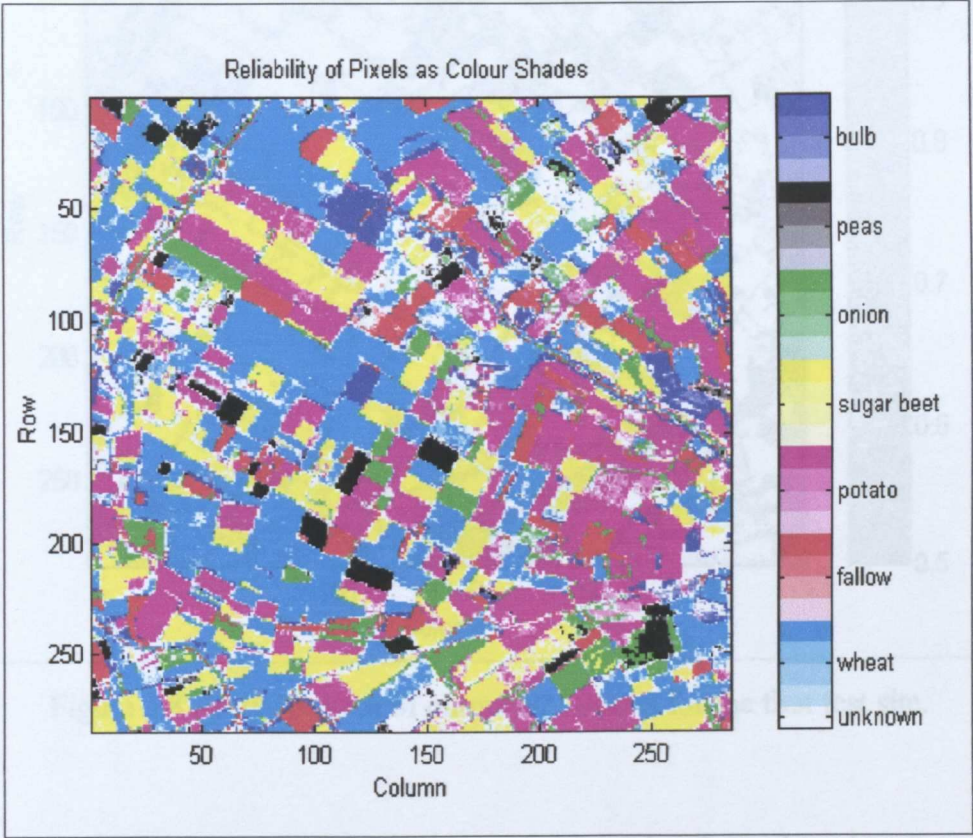 Reliability of Pixels as Colour Shades
50
100
150
200
250
Row
50
100
150
200
250
Column
bulb
peas
onion
sugar beet
potato
fallow
wheat
unknown